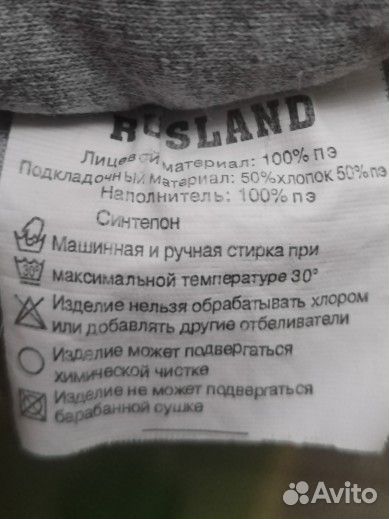 RUSLAND
Лицевой материал: 100% пэ
Подкладочный материал: 50%хлопок 50% пэ
Наполнитель: 100% пэ
Синтепон
Машинная и ручная стирка при
30°
максимальной температуре 30°
Изделие нельзя обрабатывать хлором
или добавлять другие отбеливатели
Изделие может подвергаться
химической чистке
Изделие не может подвергаться
барабанной сушке
Avito